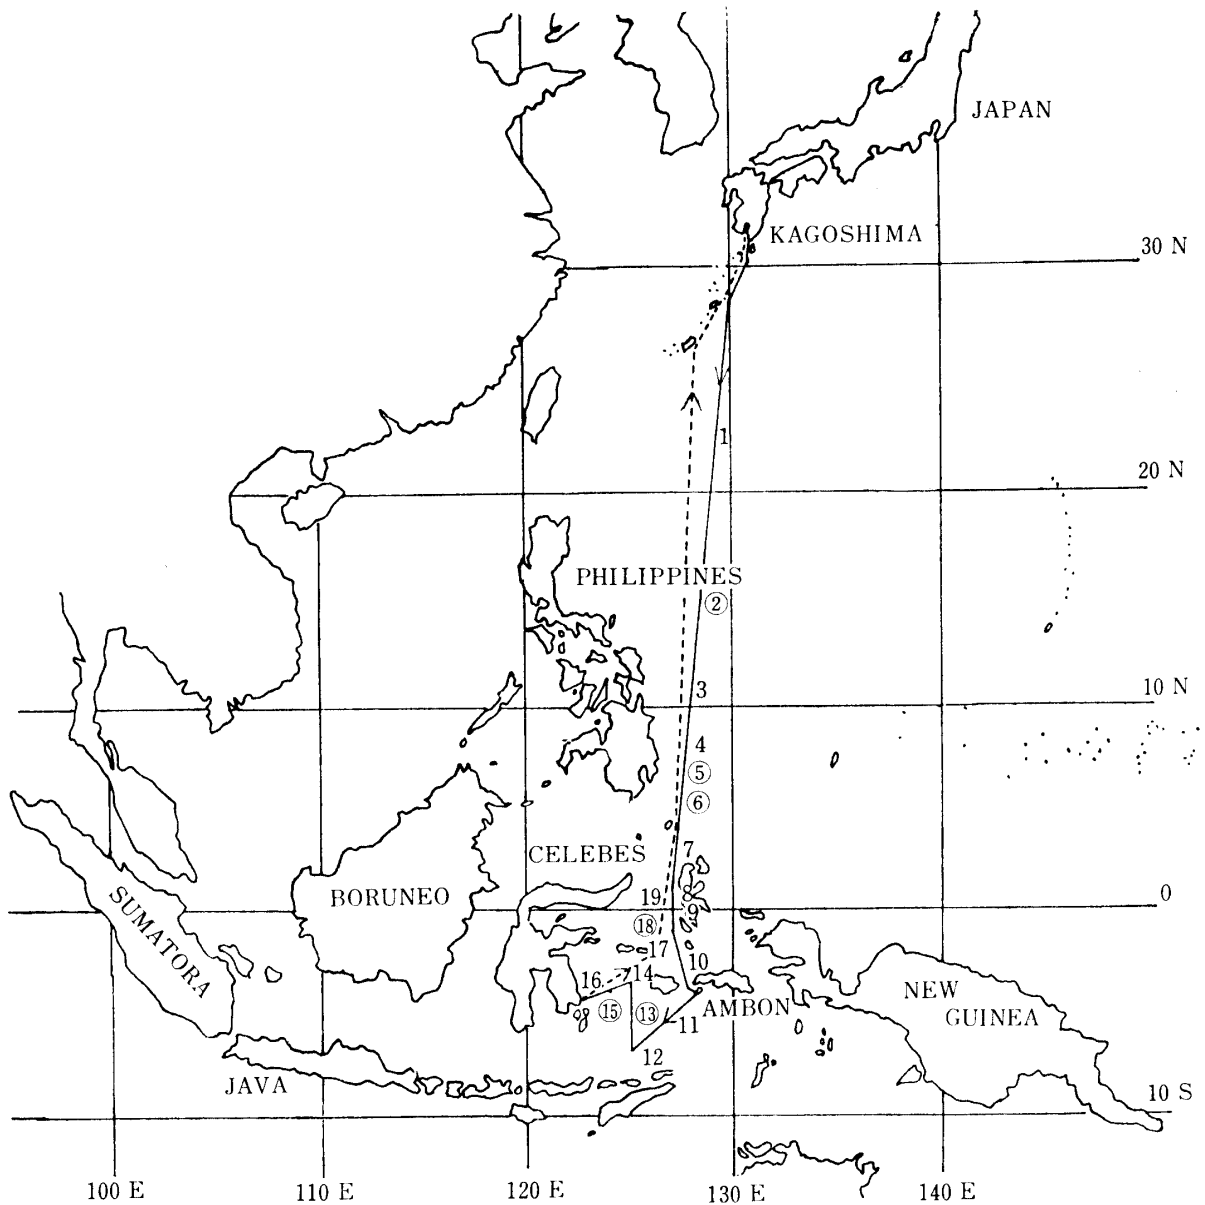 JAPAN
KAGOSHIMA
30 N
1
20 N
PHILIPPINES
②
3
10 N
4
⑤
⑥
7
CELEBES
BORUNEO
19
8
0
SUMATORA
⑱
9
17
10
16
14
NEW
GUINEA
⑮
⑬
AMBON
11
12
JAVA
10 S
100 E
110 E
120 E
130 E
140 E